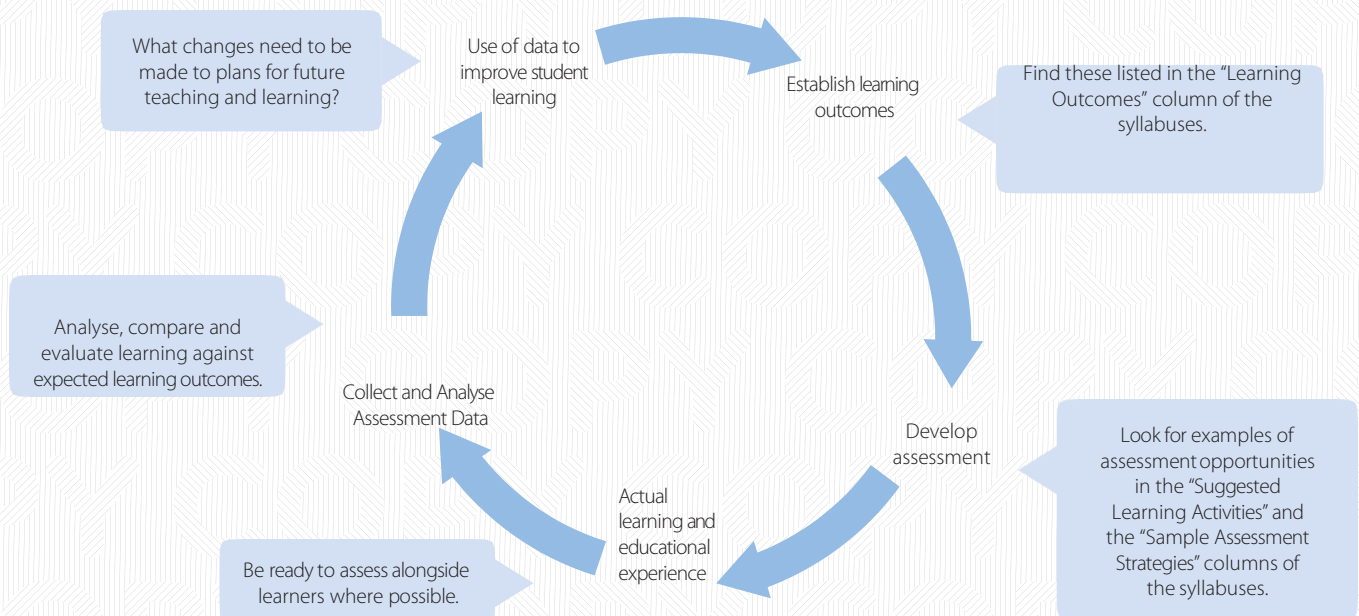 What changes need to be
made to plans for future
teaching and learning?
Use of data to
improve student
learning
Establish learning
outcomes
Find these listed in the “Learning
Outcomes” column of the
syllabuses.
Develop
assessment
Look for examples of
assessment opportunities
in the “Suggested
Learning Activities” and
the “Sample Assessment
Strategies” columns of
the syllabuses.
Actual
learning and
educational
experience
Be ready to assess alongside
learners where possible.
Collect and Analyse
Assessment Data
Analyse, compare and
evaluate learning against
expected learning outcomes.